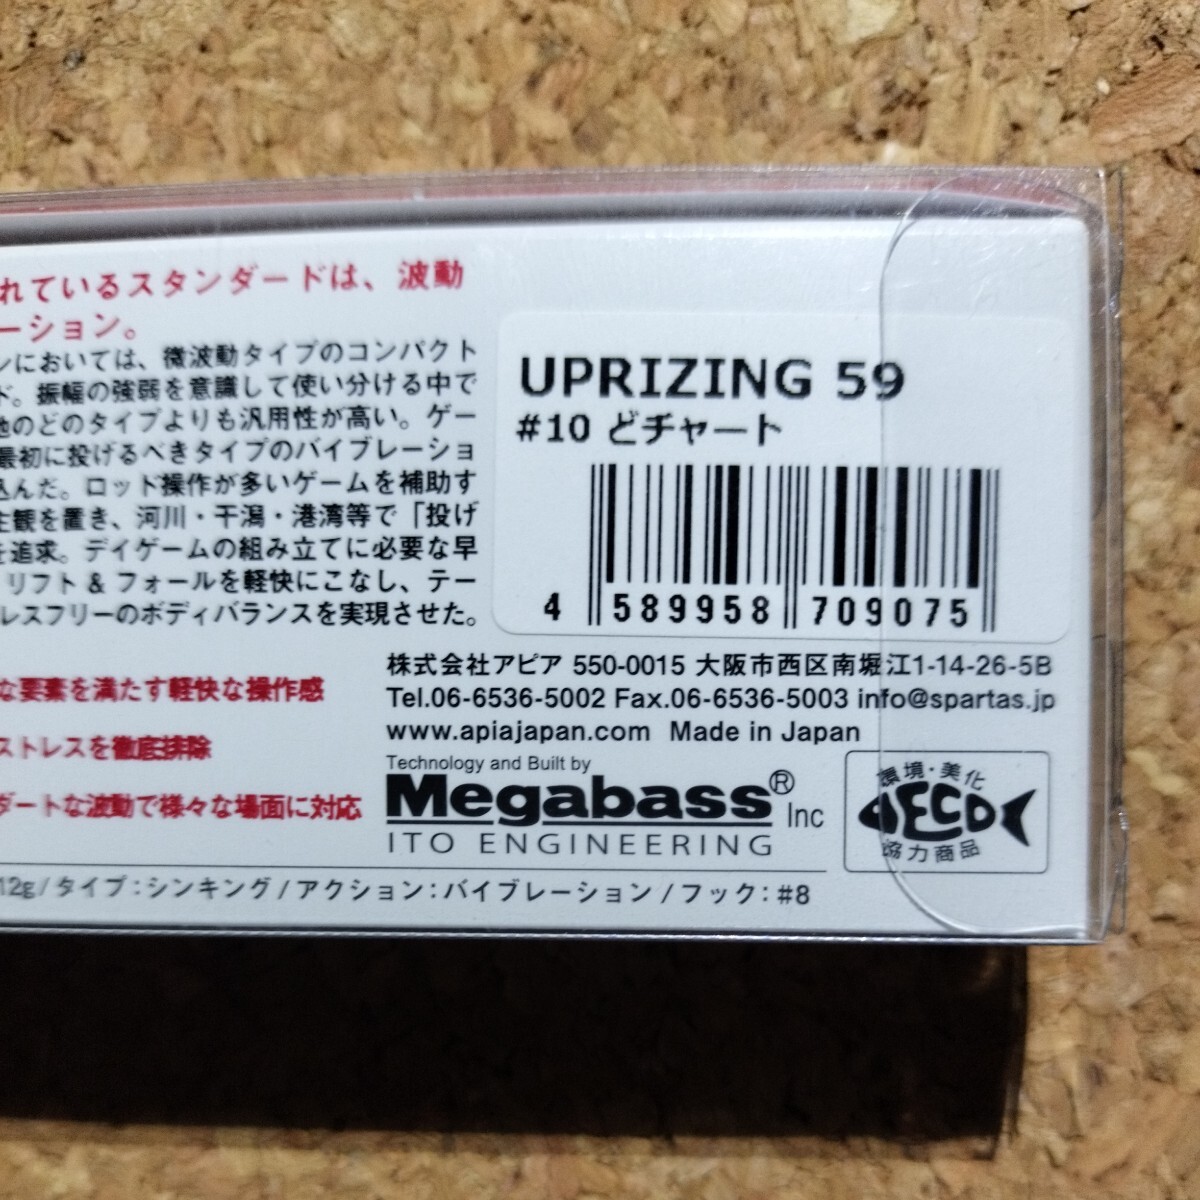 れているスタンダードは、波動
ーション。
ンにおいては、微波動タイプのコンパクト
ド。振幅の強弱を意識して使い分ける中で
他のどのタイプよりも汎用性が高い。ゲー
最初に投げるべきタイプのバイブレーショ
込んだ。ロッド操作が多いゲームを補助す
主観を置き、河川・干潟・港湾等で「投げ
を追求。デイゲームの組み立てに必要な早
リフト&フォールを軽快にこなし、テー
レスフリーのボディバランスを実現させた。
な要素を満たす軽快な操作感
ストレスを徹底排除
ダートな波動で様々な場面に対応
UPRIZING 59
#10 どチャート
4 589958 709075
株式会社アピア 550-0015 大阪市西区南堀江1-14-26-5B
Tel.06-6536-5002 Fax.06-6536-5003 info@spartas.jp
www.apiajapan.com Made in Japan
Technology and Built by
Megabass® Inc
ITO ENGINEERING
環境・美化
ECO
協力商品
12g/タイプ:シンキング/アクション:バイブレーション/フック:#8